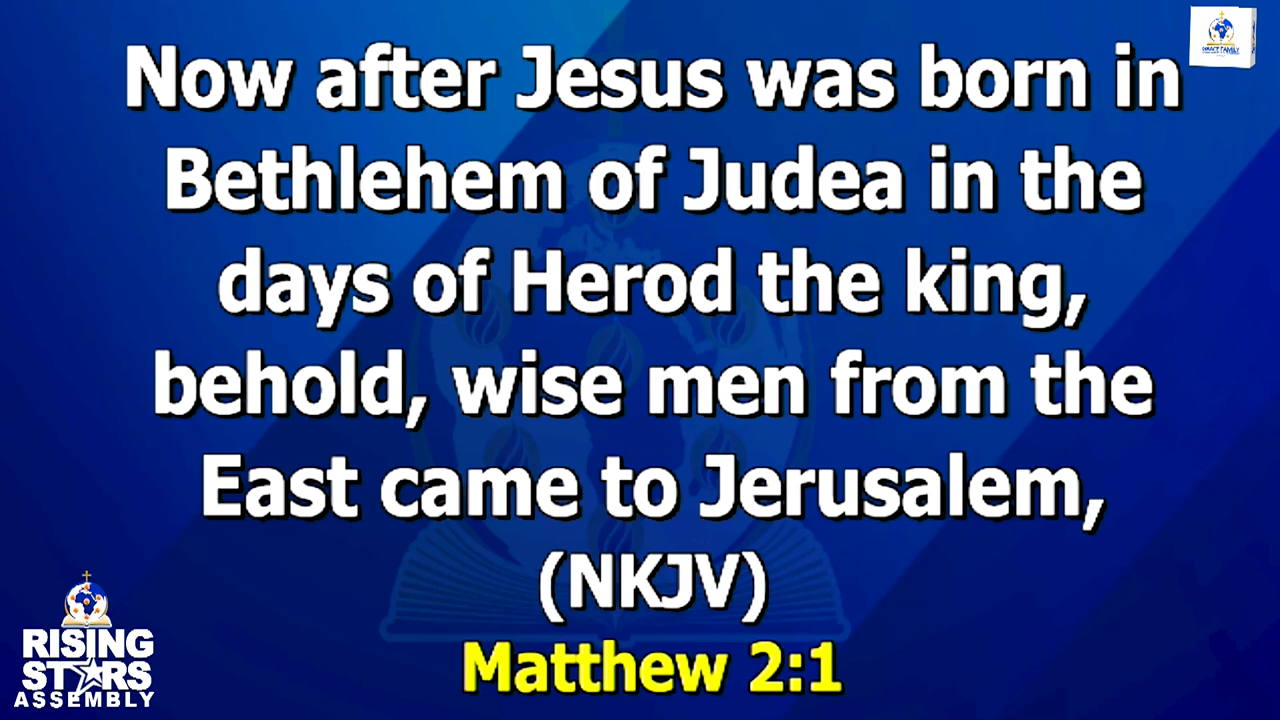 Now after Jesus was born in
Bethlehem of Judea in the
days of Herod the king,
behold, wise men from the
East came to Jerusalem,
(NKJV)
Matthew 2:1
RISING
STARS
ASSEMBLY